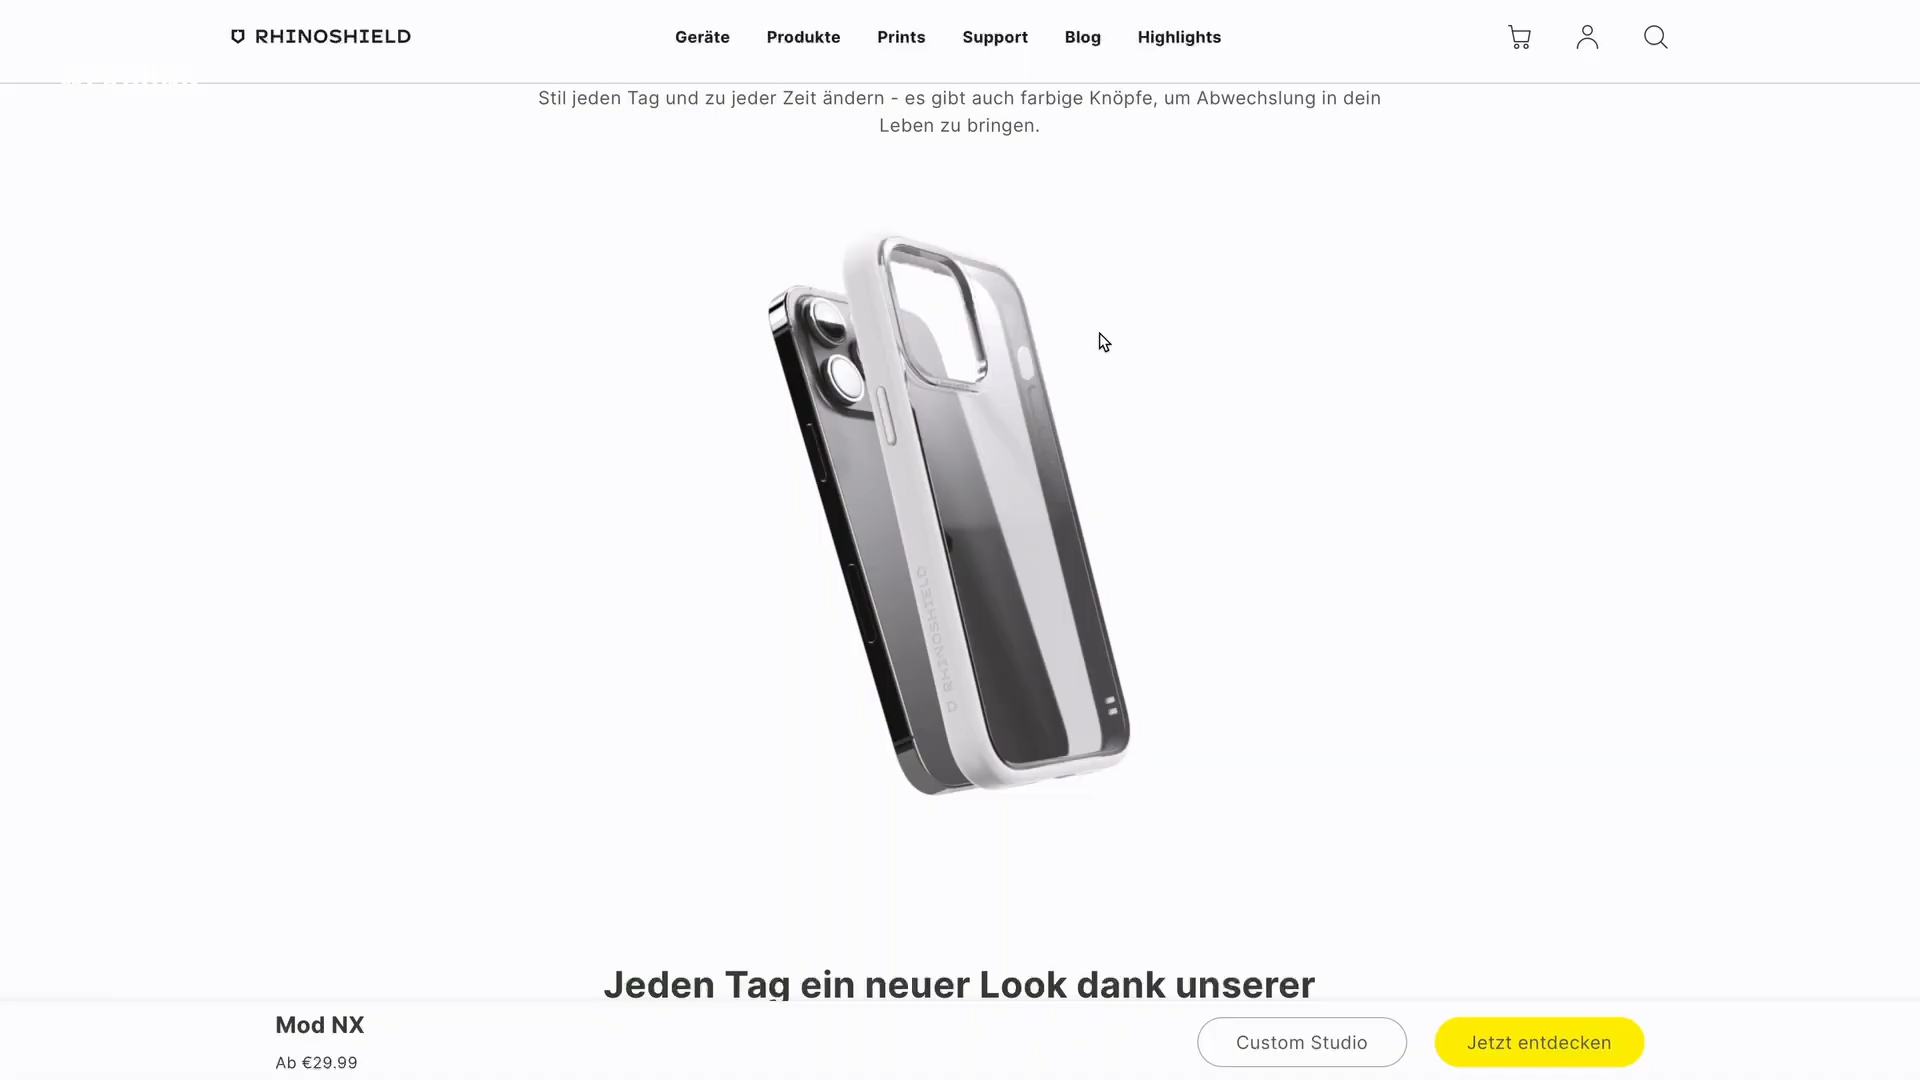 RHINOSHIELD
Geräte Produkte Prints Support Blog Highlights
Stil jeden Tag und zu jeder Zeit ändern - es gibt auch farbige Knöpfe, um Abwechslung in dein
Leben zu bringen.
RHINOSHIELD
Jeden Tag ein neuer Look dank unserer
Mod NX
Ab €29.99
Custom Studio
Jetzt entdecken